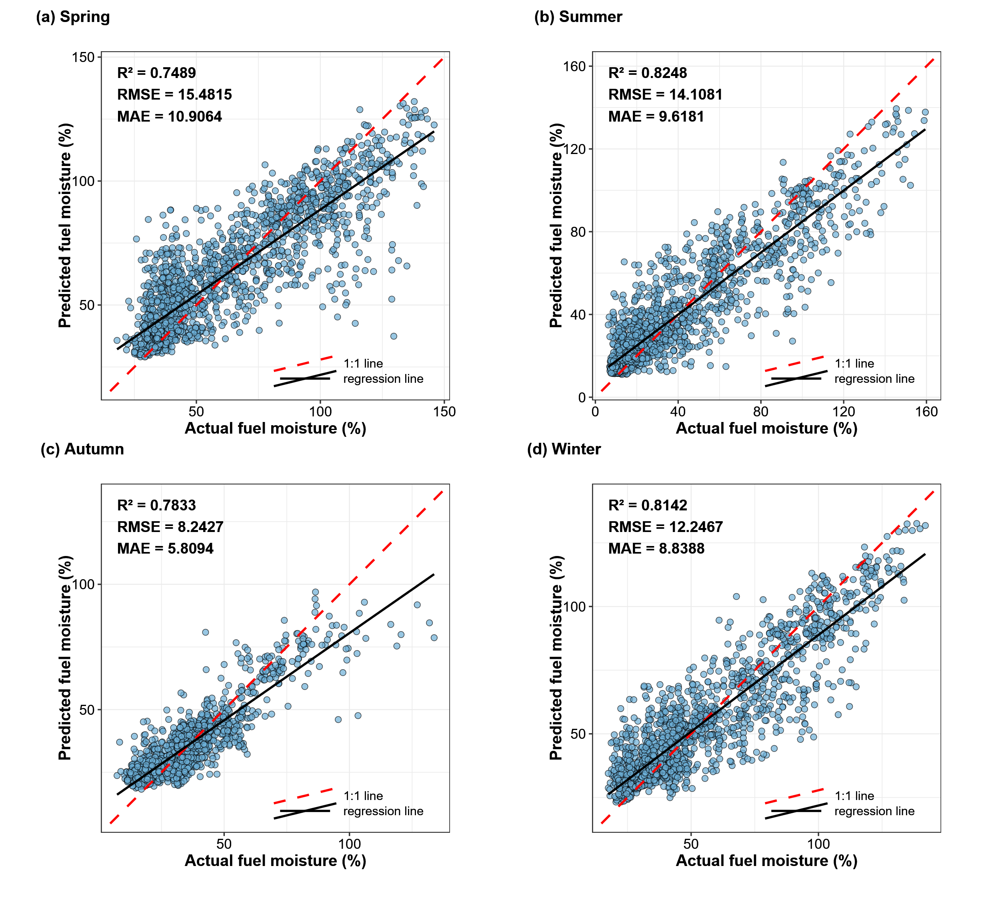 (a) Spring
150
100
50
50
100
150
Predicted fuel moisture (%)
Actual fuel moisture (%)
R² = 0.7489
RMSE = 15.4815
MAE = 10.9064
1:1 line
regression line
(b) Summer
160
120
80
40
0
0
40
80
120
160
Predicted fuel moisture (%)
Actual fuel moisture (%)
R² = 0.8248
RMSE = 14.1081
MAE = 9.6181
1:1 line
regression line
(c) Autumn
100
50
50
100
Predicted fuel moisture (%)
Actual fuel moisture (%)
R² = 0.7833
RMSE = 8.2427
MAE = 5.8094
1:1 line
regression line
(d) Winter
100
50
50
100
Predicted fuel moisture (%)
Actual fuel moisture (%)
R² = 0.8142
RMSE = 12.2467
MAE = 8.8388
1:1 line
regression line